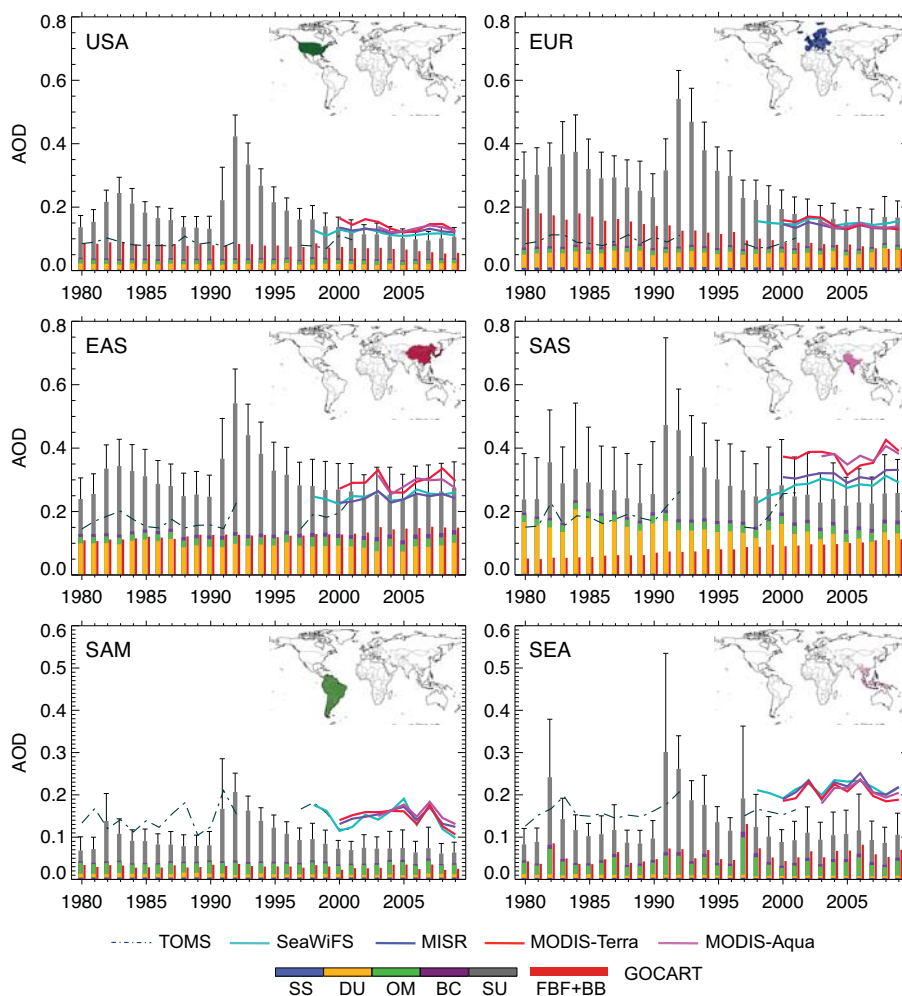 USA
EUR
AOD
0.8
0.6
0.4
0.2
0.0
0.8
0.6
0.4
0.2
0.0
1980 1985 1990 1995 2000 2005
1980 1985 1990 1995 2000 2005
EAS
SAS
AOD
0.8
0.6
0.4
0.2
0.0
0.8
0.6
0.4
0.2
0.0
1980 1985 1990 1995 2000 2005
1980 1985 1990 1995 2000 2005
SAM
SEA
AOD
0.6
0.5
0.4
0.3
0.2
0.1
0.0
0.6
0.5
0.4
0.3
0.2
0.1
0.0
1980 1985 1990 1995 2000 2005
1980 1985 1990 1995 2000 2005
TOMS SeaWiFS MISR MODIS-Terra MODIS-Aqua
GOCART
SS DU OM BC SU FBF+BB